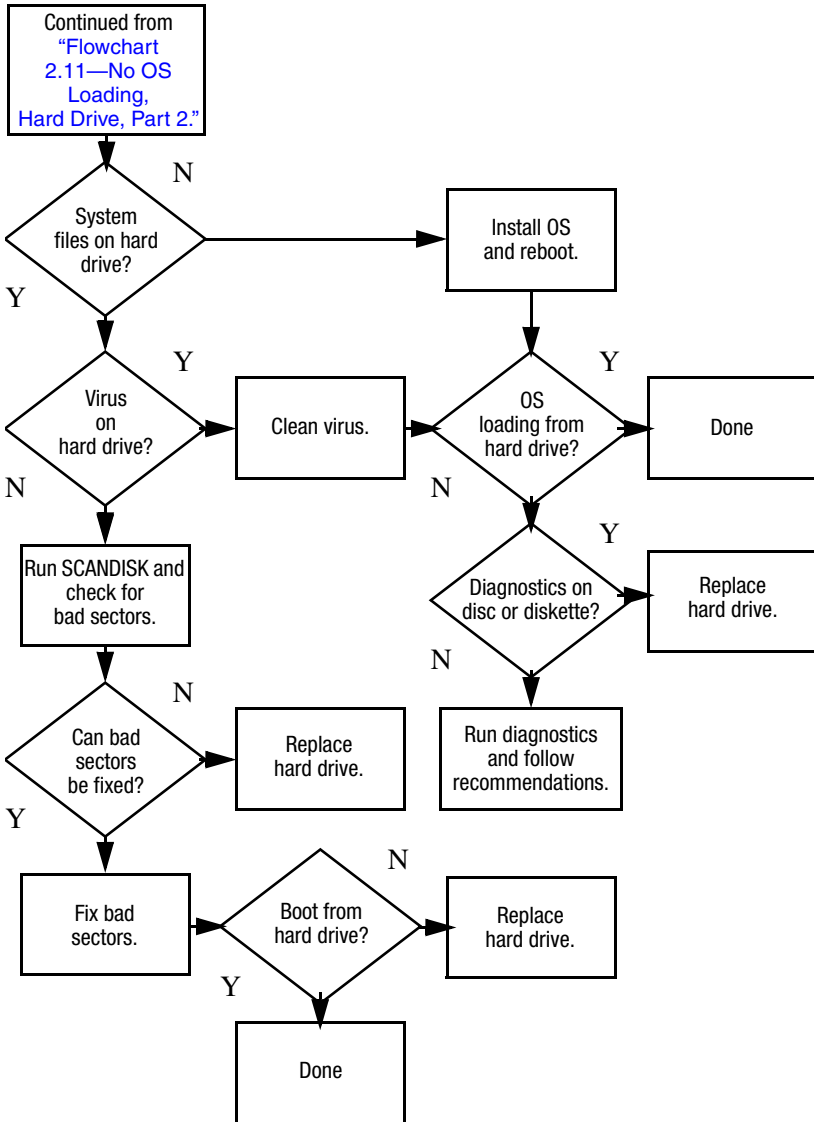 Continued from
“Flowchart
2.11—No OS
Loading,
Hard Drive, Part 2.”
N
System
files on hard
drive?
Install OS
and reboot.
Y
Y
Virus
on
hard drive?
Clean virus.
Y
OS
loading from
hard drive?
Done
N
N
Run SCANDISK and
check for
bad sectors.
Y
Diagnostics on
disc or diskette?
Replace
hard drive.
N
N
Can bad
sectors
be fixed?
Replace
hard drive.
Run diagnostics
and follow
recommendations.
Y
Fix bad
sectors.
N
Boot from
hard drive?
Replace
hard drive.
Y
Done